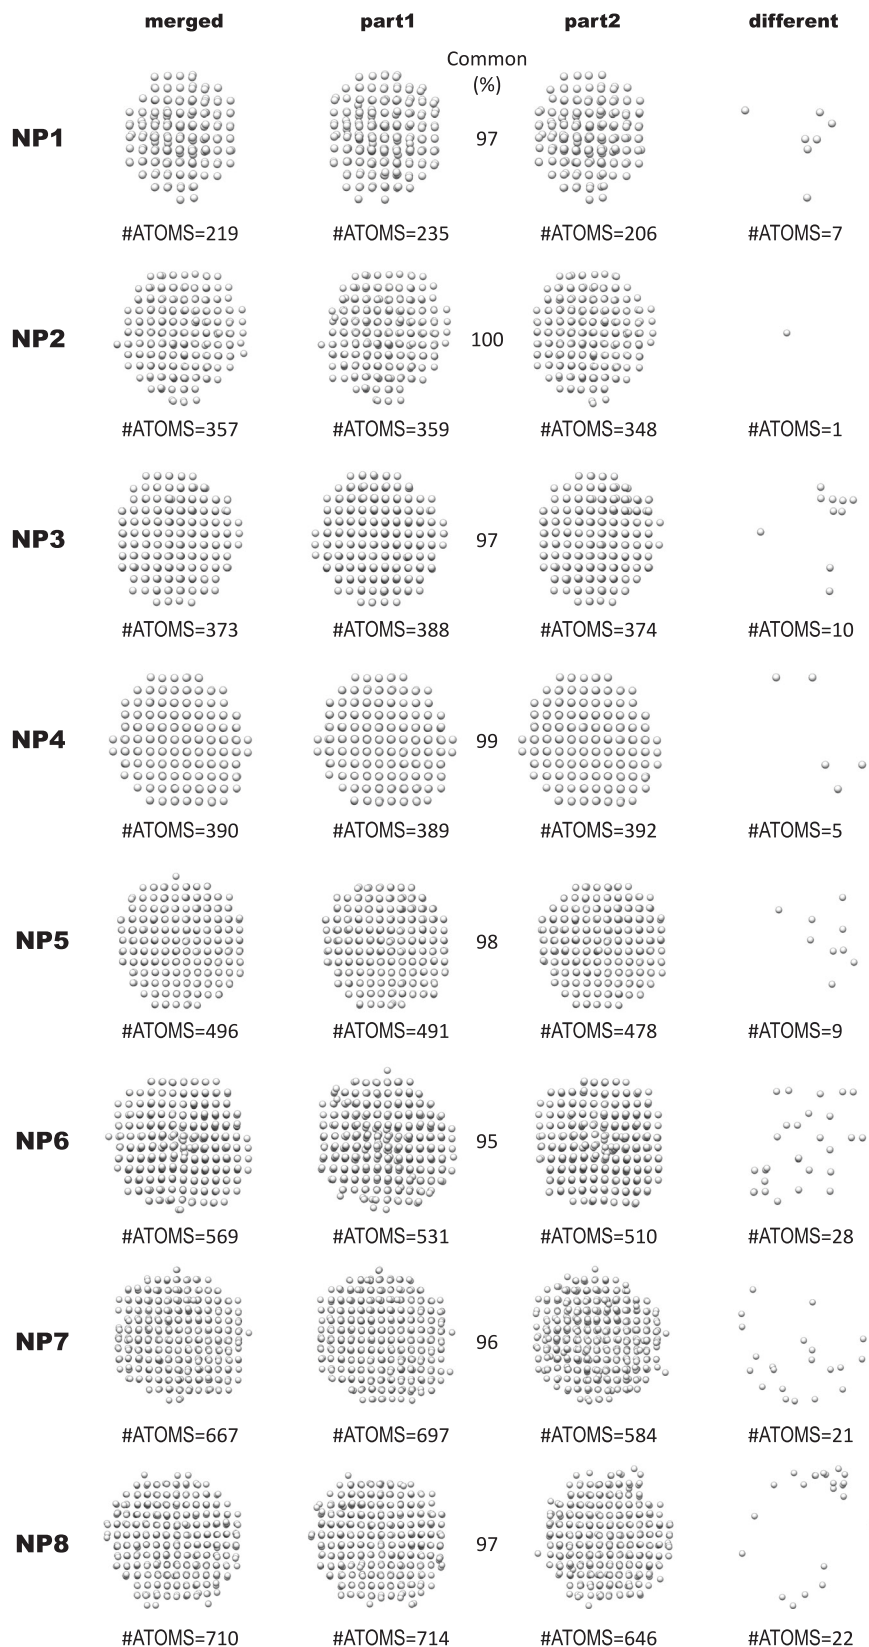 merged part1 part2 different
Common
(%)
NP1 97
#ATOMS=219 #ATOMS=235 #ATOMS=206 #ATOMS=7
NP2 100
#ATOMS=357 #ATOMS=359 #ATOMS=348 #ATOMS=1
NP3 97
#ATOMS=373 #ATOMS=388 #ATOMS=374 #ATOMS=10
NP4 99
#ATOMS=390 #ATOMS=389 #ATOMS=392 #ATOMS=5
NP5 98
#ATOMS=496 #ATOMS=491 #ATOMS=478 #ATOMS=9
NP6 95
#ATOMS=569 #ATOMS=531 #ATOMS=510 #ATOMS=28
NP7 96
#ATOMS=667 #ATOMS=697 #ATOMS=584 #ATOMS=21
NP8 97
#ATOMS=710 #ATOMS=714 #ATOMS=646 #ATOMS=22